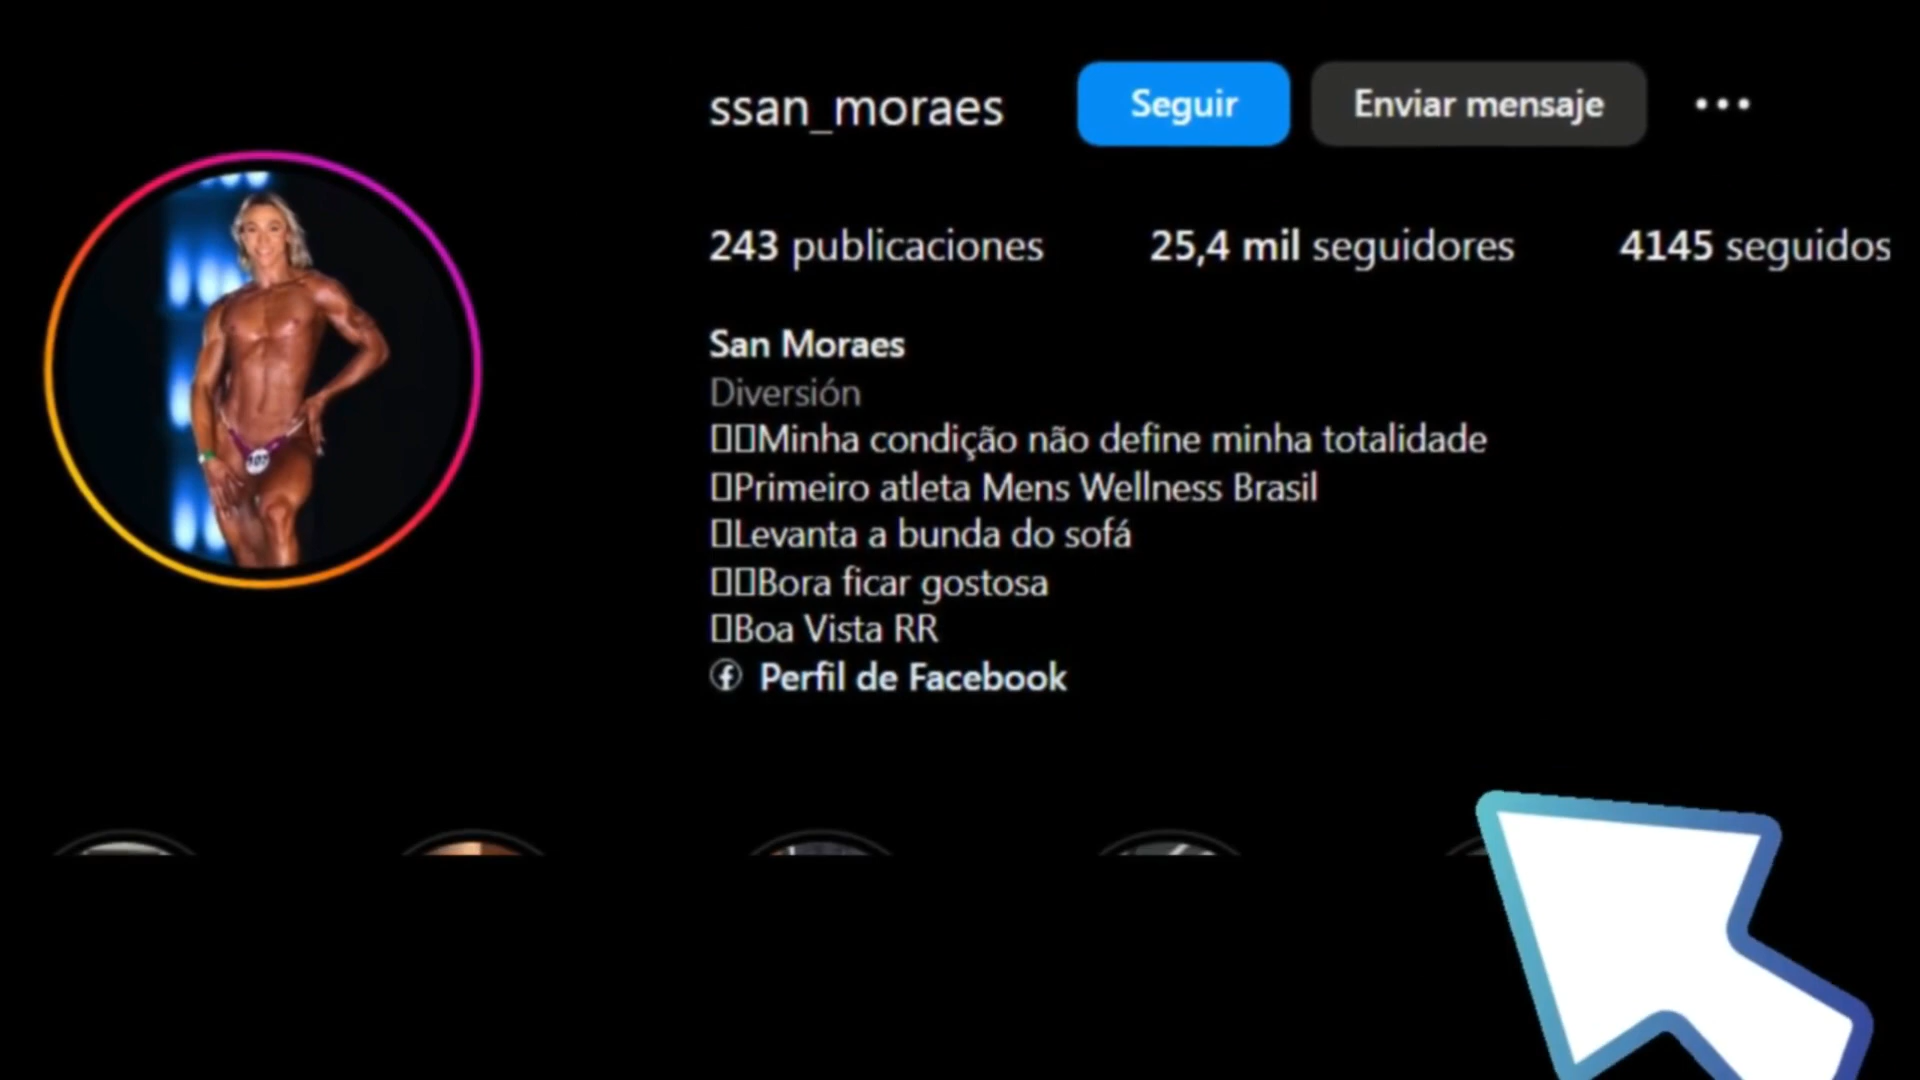 ssan_moraes Seguir Enviar mensaje
243 publicaciones 25,4 mil seguidores 4145 seguidos
San Moraes
Diversión
Minha condição não define minha totalidade
Primeiro atleta Mens Wellness Brasil
Levanta a bunda do sofá
Bora ficar gostosa
Boa Vista RR
Perfil de Facebook